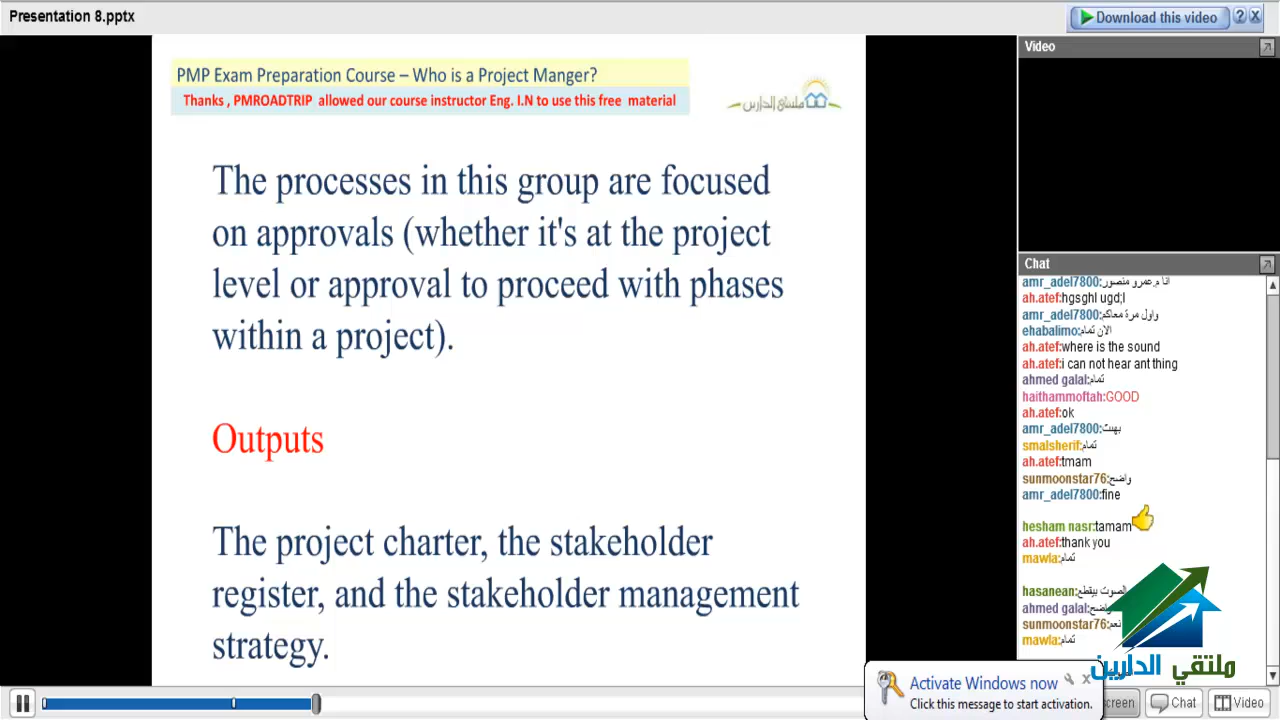 Presentation 8.pptx
Download this video
PMP Exam Preparation Course – Who is a Project Manger?
Thanks , PMROADTRIP allowed our course instructor Eng. I.N to use this free material
ملتقى الدارين
The processes in this group are focused
on approvals (whether it's at the project
level or approval to proceed with phases
within a project).
Outputs
The project charter, the stakeholder
register, and the stakeholder management
strategy.
Video
Chat
amr_adel7800:انا م.عمرو منصور
ah.atef:hgsghl ugd;l
amr_adel7800:واول مرة معاكم
ehabalimo:الان تمام
ah.atef:where is the sound
ah.atef:i can not hear ant thing
ahmed galal:تمام
haithammoftah:GOOD
ah.atef:ok
amr_adel7800:بهبت
smalsherif:تمام
ah.atef:tmam
sunmoonstar76:واضح
amr_adel7800:fine
hesham nasr:tamam
ah.atef:thank you
mawla:تمام
hasanean:الصوت بيقطع
ahmed galal:واضح
sunmoonstar76:نعم
mawla:تمام
ملتقي الدارين
Activate Windows now
Click this message to start activation.
creen
Chat
Video